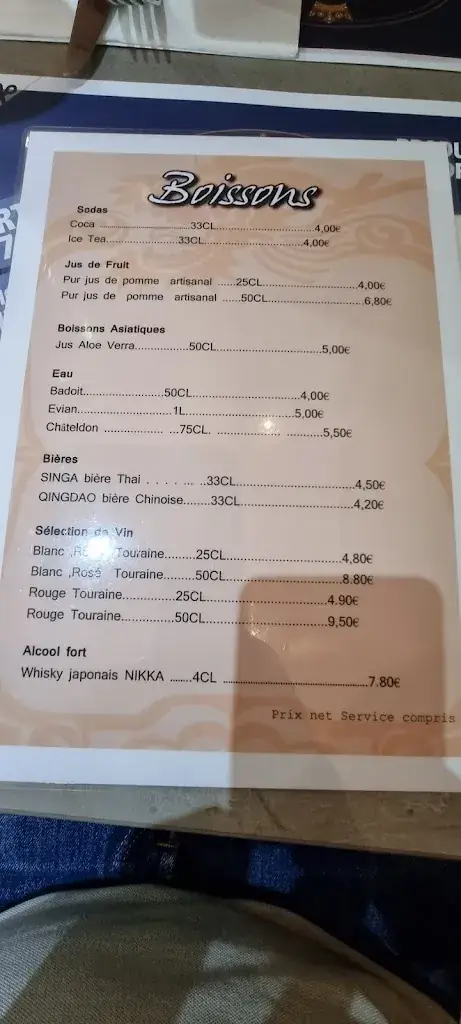 Boissons
Sodas
Coca ..............................33CL................................4,00€
Ice Tea.......................33CL................................4,00€
Jus de Fruit
Pur jus de pomme artisanal ......25CL...............................4,00€
Pur jus de pomme artisanal ......50CL...............................6,80€
Boissons Asiatiques
Jus Aloe Verra.................50CL..................................5,00€
Eau
Badoit.........................50CL..................................4,00€
Evian.............................1L..................................5,00€
Châteldon .................. ...75CL. .............. ...........5,50€
Bières
SINGA bière Thai . . . . ... ..33CL..........................................4,50€
QINGDAO bière Chinoise........33CL.........................................4,20€
Sélection de Vin
Blanc ,Rosé Touraine.........25CL..................................4,80€
Blanc ,Rosé Touraine.........50CL..................................8.80€
Rouge Touraine...............25CL...................................4.90€
Rouge Touraine...............50CL...................................9,50€
Alcool fort
Whisky japonais NIKKA .......4CL ..........................................7.80€
Prix net Service compris